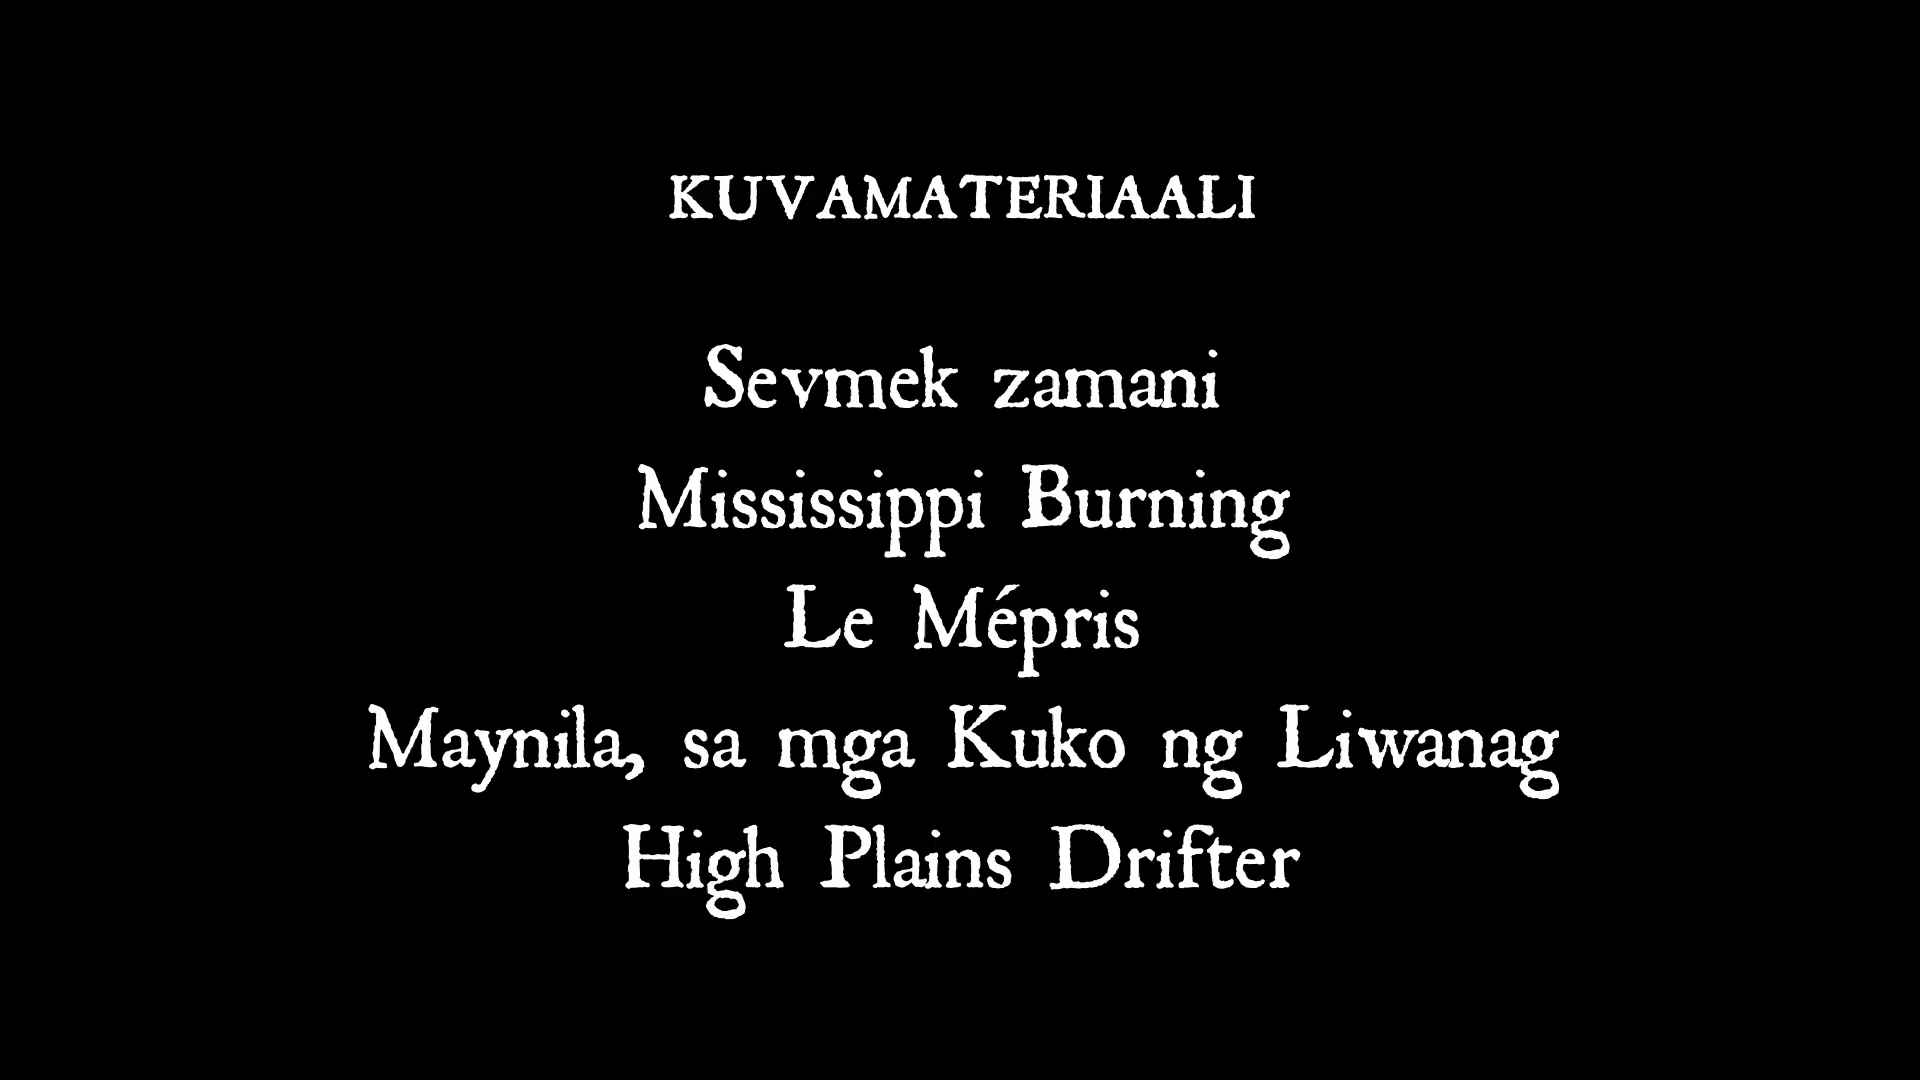 KUVAMATERIAALI
Sevmek zamani
Mississippi Burning
Le Mépris
Maynila, sa mga Kuko ng Liwanag
High Plains Drifter